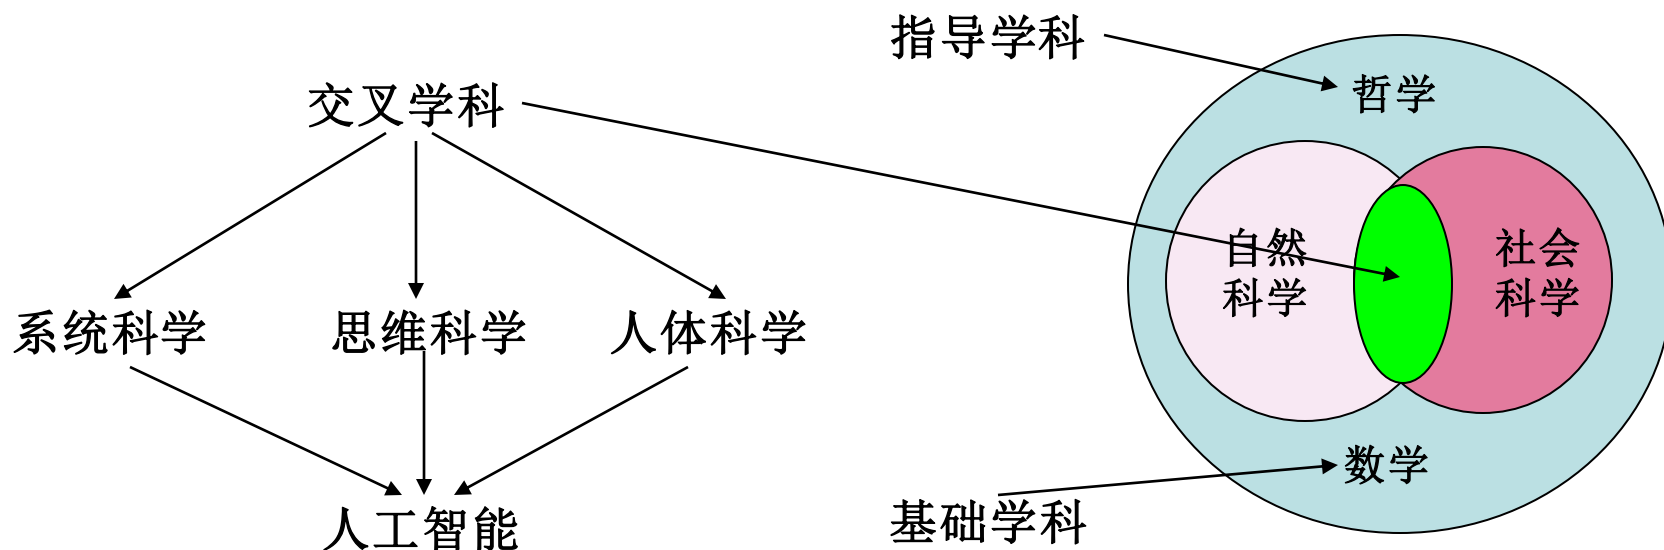 指导学科
哲学
交叉学科
自然
科学
社会
科学
系统科学
思维科学
人体科学
数学
人工智能
基础学科